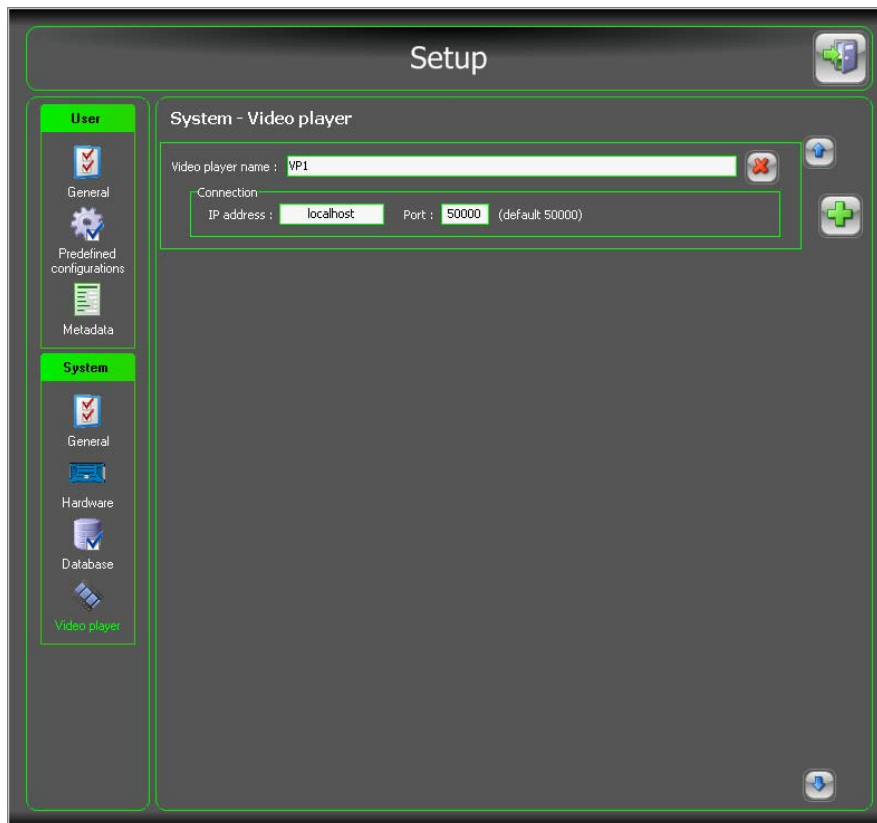 Setup
User
General
Predefined
configurations
Metadata
System
General
Hardware
Database
Video player
System - Video player
Video player name : VP1
Connection
IP address : localhost Port : 50000 (default 50000)